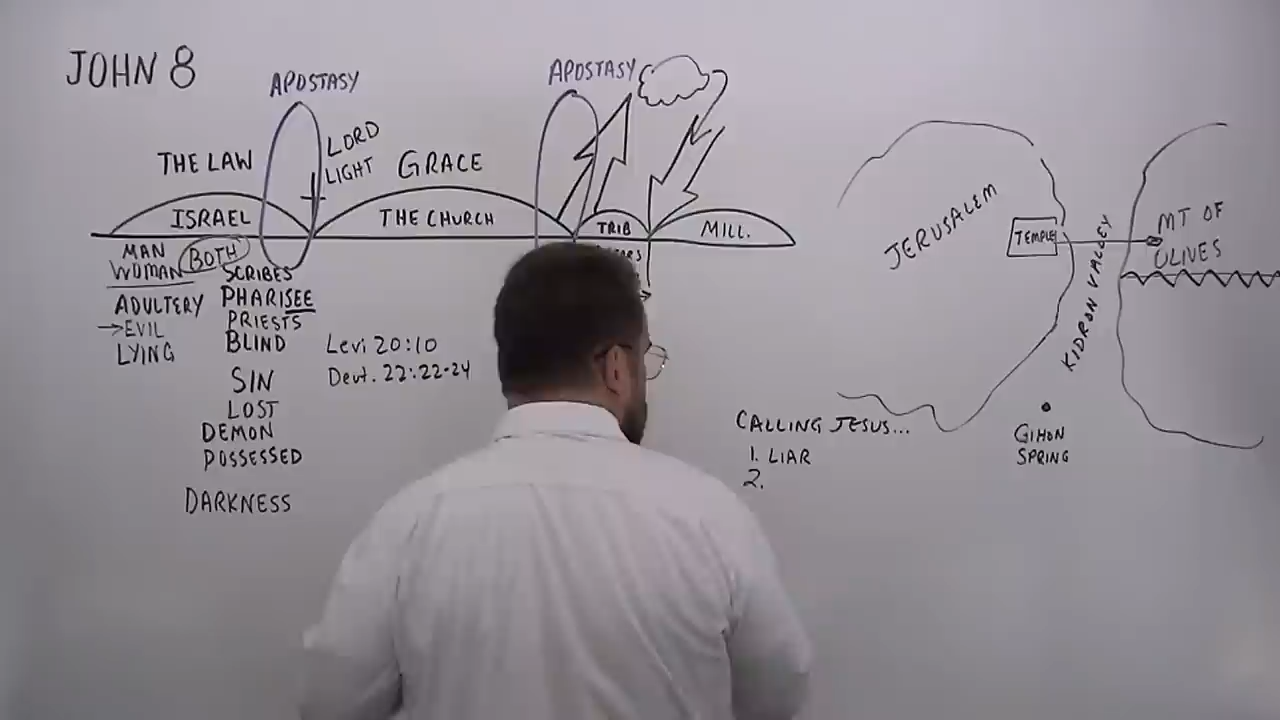 JOHN 8
APOSTASY
APOSTASY
LORD
LIGHT
THE LAW
GRACE
ISRAEL
THE CHURCH
TRIB
MILL.
MAN
WOMAN
BOTH
ADULTERY
→EVIL
LYING
SCRIBES
PHARISEE
PRIESTS
BLIND
SIN
LOST
DEMON
POSSESSED
DARKNESS
Levi 20:10
Deut. 22:22-24
CALLING JESUS...
1. LIAR
2.
JERUSALEM
TEMPLE
KIDRON VALLEY
MT OF
OLIVES
GIHON
SPRING